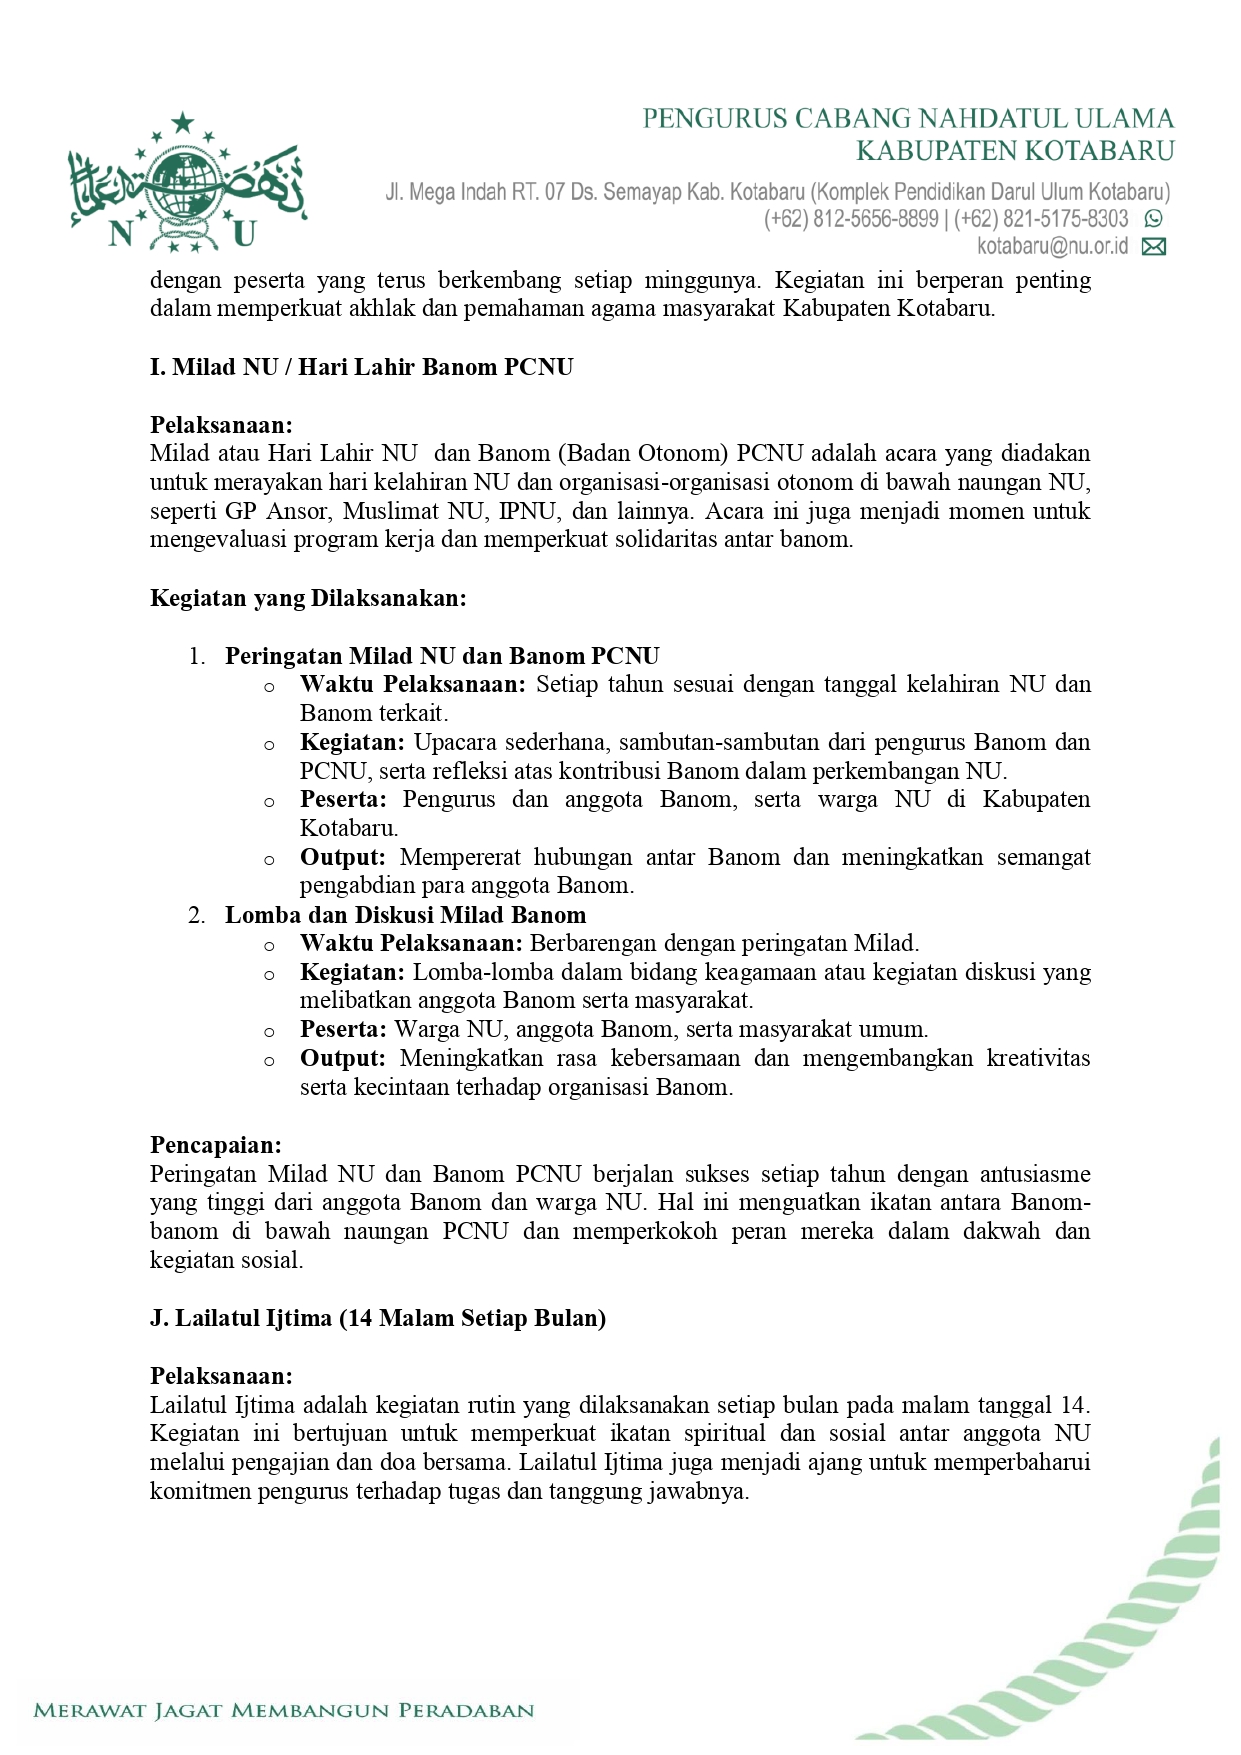 نهضة العلماء
N U
PENGURUS CABANG NAHDATUL ULAMA
KABUPATEN KOTABARU
Jl. Mega Indah RT. 07 Ds. Semayap Kab. Kotabaru (Komplek Pendidikan Darul Ulum Kotabaru)
(+62) 812-5656-8899 | (+62) 821-5175-8303
kotabaru@nu.or.id
dengan peserta yang terus berkembang setiap minggunya. Kegiatan ini berperan penting
dalam memperkuat akhlak dan pemahaman agama masyarakat Kabupaten Kotabaru.
I. Milad NU / Hari Lahir Banom PCNU
Pelaksanaan:
Milad atau Hari Lahir NU dan Banom (Badan Otonom) PCNU adalah acara yang diadakan
untuk merayakan hari kelahiran NU dan organisasi-organisasi otonom di bawah naungan NU,
seperti GP Ansor, Muslimat NU, IPNU, dan lainnya. Acara ini juga menjadi momen untuk
mengevaluasi program kerja dan memperkuat solidaritas antar banom.
Kegiatan yang Dilaksanakan:
1. Peringatan Milad NU dan Banom PCNU
o Waktu Pelaksanaan: Setiap tahun sesuai dengan tanggal kelahiran NU dan
Banom terkait.
o Kegiatan: Upacara sederhana, sambutan-sambutan dari pengurus Banom dan
PCNU, serta refleksi atas kontribusi Banom dalam perkembangan NU.
o Peserta: Pengurus dan anggota Banom, serta warga NU di Kabupaten
Kotabaru.
o Output: Mempererat hubungan antar Banom dan meningkatkan semangat
pengabdian para anggota Banom.
2. Lomba dan Diskusi Milad Banom
o Waktu Pelaksanaan: Berbarengan dengan peringatan Milad.
o Kegiatan: Lomba-lomba dalam bidang keagamaan atau kegiatan diskusi yang
melibatkan anggota Banom serta masyarakat.
o Peserta: Warga NU, anggota Banom, serta masyarakat umum.
o Output: Meningkatkan rasa kebersamaan dan mengembangkan kreativitas
serta kecintaan terhadap organisasi Banom.
Pencapaian:
Peringatan Milad NU dan Banom PCNU berjalan sukses setiap tahun dengan antusiasme
yang tinggi dari anggota Banom dan warga NU. Hal ini menguatkan ikatan antara Banom-
banom di bawah naungan PCNU dan memperkokoh peran mereka dalam dakwah dan
kegiatan sosial.
J. Lailatul Ijtima (14 Malam Setiap Bulan)
Pelaksanaan:
Lailatul Ijtima adalah kegiatan rutin yang dilaksanakan setiap bulan pada malam tanggal 14.
Kegiatan ini bertujuan untuk memperkuat ikatan spiritual dan sosial antar anggota NU
melalui pengajian dan doa bersama. Lailatul Ijtima juga menjadi ajang untuk memperbaharui
komitmen pengurus terhadap tugas dan tanggung jawabnya.
MERAWAT JAGAT MEMBANGUN PERADABAN